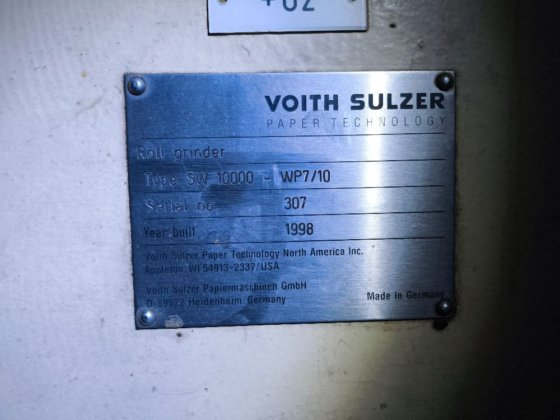 +02
VOITH SULZER
PAPER TECHNOLOGY
Roll grinder
Type SW 10000 - WP7/10
Serial no. 307
Year built 1998
Voith Sulzer Paper Technology North America Inc.
Appleton, WI 54913-2337/USA
Voith Sulzer Papiermaschinen GmbH
D-89522 Heidenheim/Germany
Made in Germany